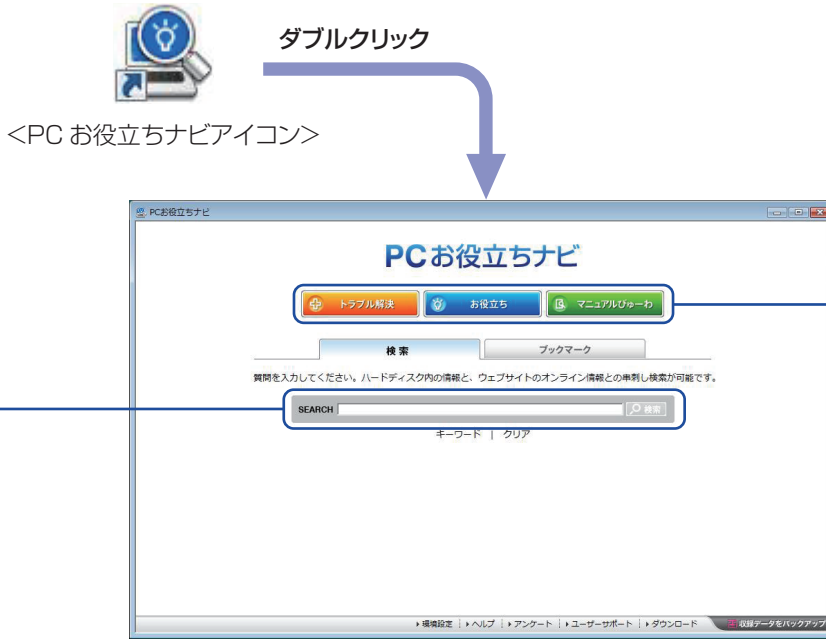 ダブルクリック
<PC お役立ちナビアイコン>
PCお役立ちナビ
PCお役立ちナビ
トラブル解決 お役立ち マニュアルびゅーわ
検索 ブックマーク
質問を入力してください。ハードディスク内の情報と、ウェブサイトのオンライン情報との串刺し検索が可能です。
SEARCH 検索
キーワード | クリア
環境設定 ヘルプ アンケート ユーザーサポート ダウンロード 収録データをバックアップ